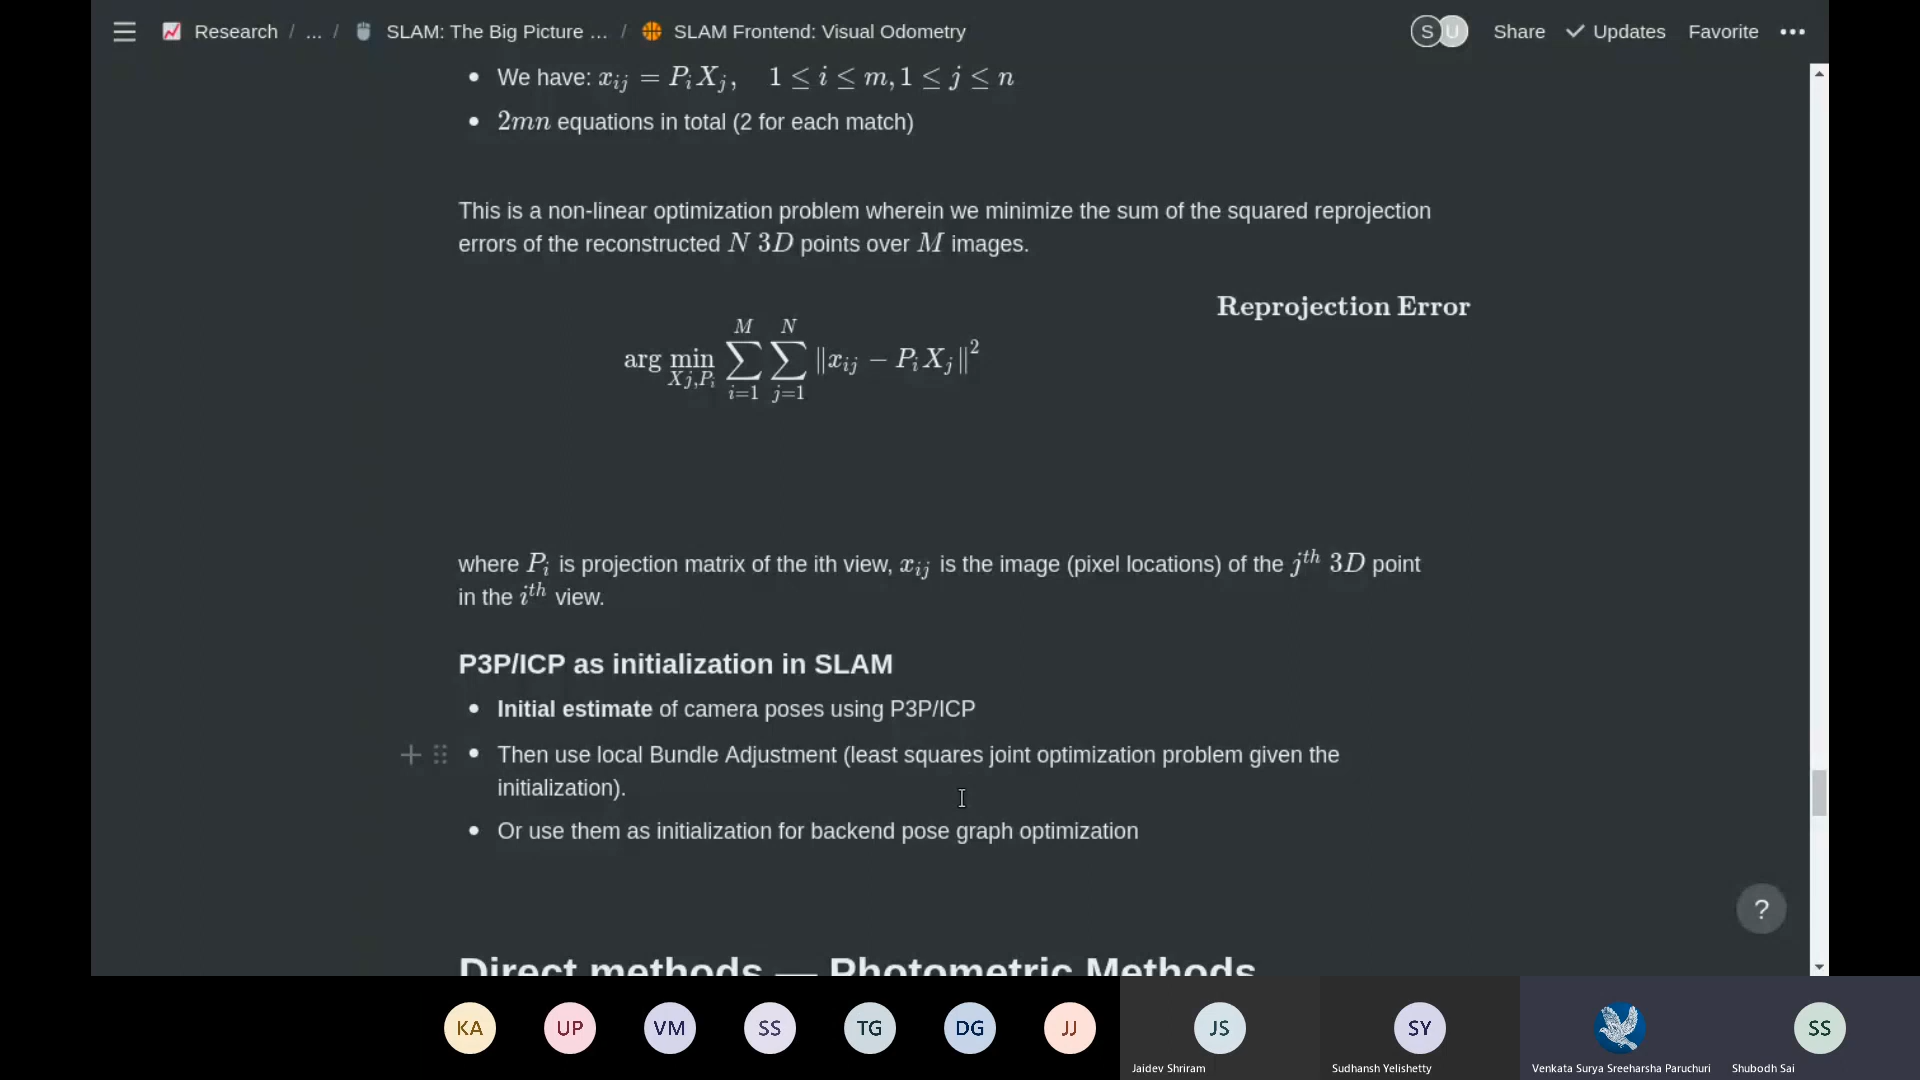 Research / ... / SLAM: The Big Picture ... / SLAM Frontend: Visual Odometry
S U Share Updates Favorite •••
• We have: x_{ij} = P_i X_j, 1 ≤ i ≤ m, 1 ≤ j ≤ n
• 2mn equations in total (2 for each match)
This is a non-linear optimization problem wherein we minimize the sum of the squared reprojection
errors of the reconstructed N 3D points over M images.
Reprojection Error
arg min_{Xj,P_i} ∑_{i=1}^{M} ∑_{j=1}^{N} ‖x_{ij} − P_i X_j‖^2
where P_i is projection matrix of the ith view, x_{ij} is the image (pixel locations) of the j^{th} 3D point
in the i^{th} view.
P3P/ICP as initialization in SLAM
• Initial estimate of camera poses using P3P/ICP
• Then use local Bundle Adjustment (least squares joint optimization problem given the
initialization).
• Or use them as initialization for backend pose graph optimization
?
Direct methods — Photometric Methods
KA UP VM SS TG DG JJ JS SY SS
Jaidev Shriram Sudhansh Yelishetty Venkata Surya Sreeharsha Paruchuri Shubodh Sai